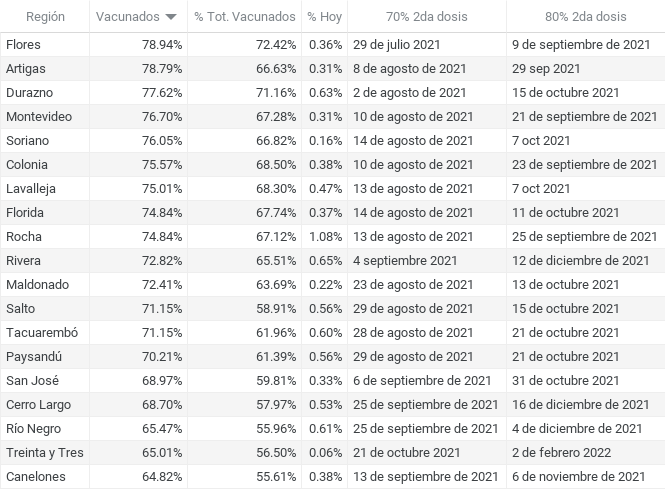 Región Vacunados % Tot. Vacunados % Hoy 70% 2da dosis 80% 2da dosis
Flores 78.94% 72.42% 0.36% 29 de julio 2021 9 de septiembre de 2021
Artigas 78.79% 66.63% 0.31% 8 de agosto de 2021 29 sep 2021
Durazno 77.62% 71.16% 0.63% 2 de agosto de 2021 15 de octubre de 2021
Montevideo 76.70% 67.28% 0.31% 10 de agosto de 2021 21 de septiembre de 2021
Soriano 76.05% 66.82% 0.16% 14 de agosto de 2021 7 oct 2021
Colonia 75.57% 68.50% 0.38% 10 de agosto de 2021 23 de septiembre de 2021
Lavalleja 75.01% 68.30% 0.47% 13 de agosto de 2021 7 oct 2021
Florida 74.84% 67.74% 0.37% 14 de agosto de 2021 11 de octubre 2021
Rocha 74.84% 67.12% 1.08% 13 de agosto de 2021 25 de septiembre de 2021
Rivera 72.82% 65.51% 0.65% 4 septiembre 2021 12 de diciembre de 2021
Maldonado 72.41% 63.69% 0.22% 23 de agosto de 2021 13 de octubre 2021
Salto 71.15% 58.91% 0.56% 29 de agosto de 2021 21 de octubre 2021
Tacuarembó 71.15% 61.96% 0.60% 28 de agosto de 2021 21 de octubre 2021
Paysandú 70.21% 61.39% 0.56% 29 de agosto de 2021 21 de octubre 2021
San José 68.97% 59.81% 0.33% 6 de septiembre de 2021 31 de octubre 2021
Cerro Largo 68.70% 57.97% 0.53% 25 de septiembre de 2021 16 de diciembre de 2021
Río Negro 65.47% 55.96% 0.61% 25 de septiembre de 2021 4 de diciembre de 2021
Treinta y Tres 65.01% 56.50% 0.06% 21 de octubre 2021 2 de febrero 2022
Canelones 64.82% 55.61% 0.38% 13 de septiembre de 2021 6 de noviembre de 2021